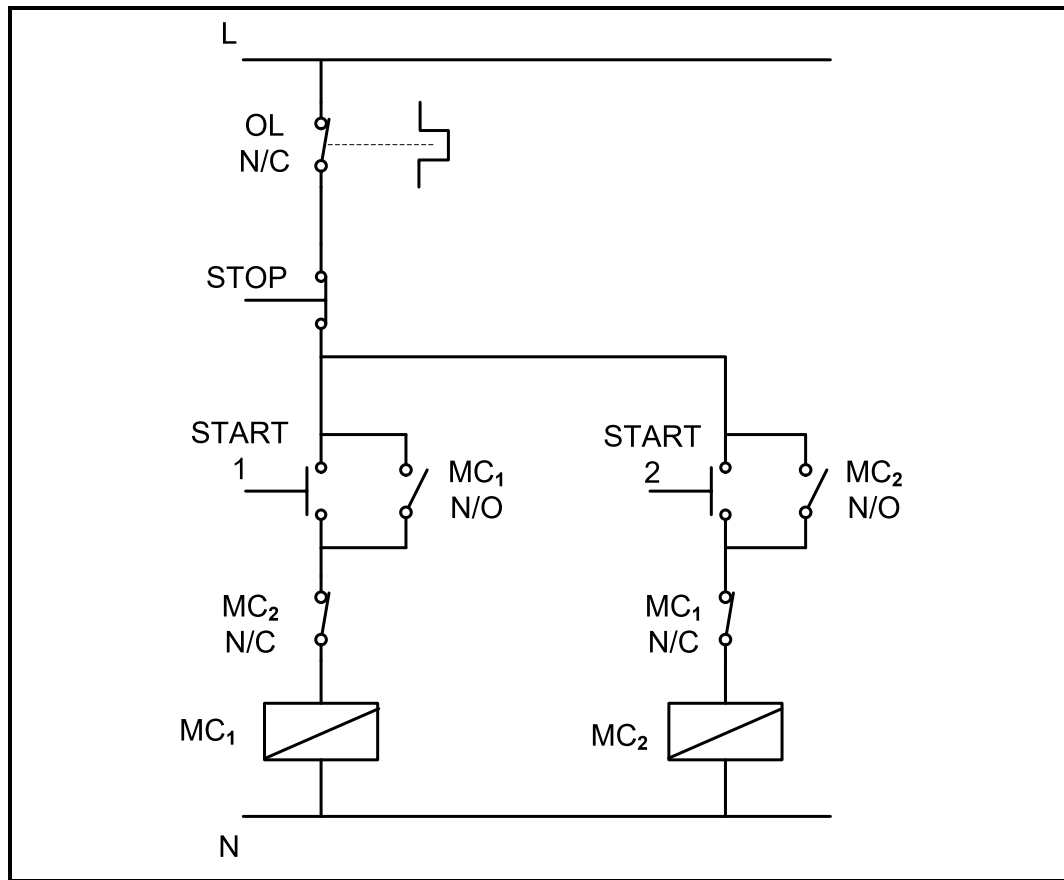 L
OL
N/C
STOP
START
1
MC₁
N/O
START
2
MC₂
N/O
MC₂
N/C
MC₁
N/C
MC₁
MC₂
N